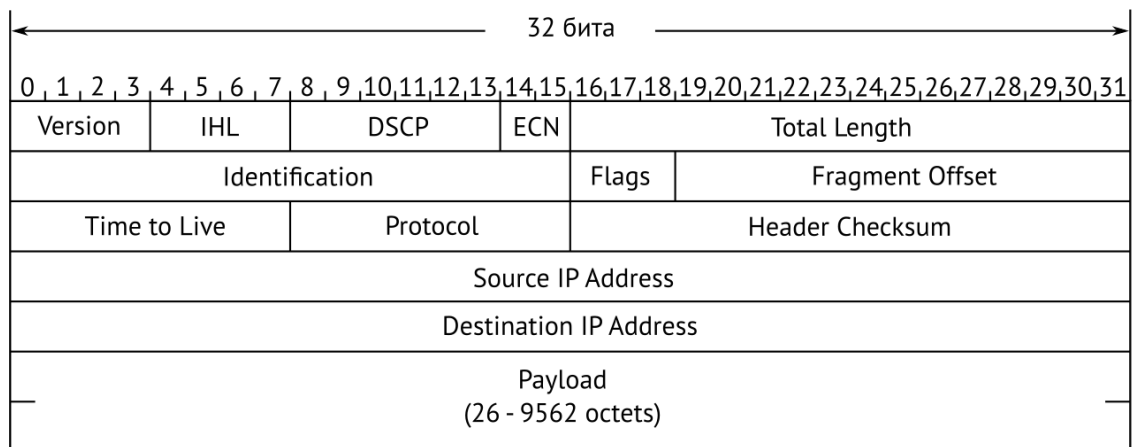 32 бита
0 1 2 3 4 5 6 7 8 9 10 11 12 13 14 15 16 17 18 19 20 21 22 23 24 25 26 27 28 29 30 31
Version IHL DSCP ECN Total Length
Identification Flags Fragment Offset
Time to Live Protocol Header Checksum
Source IP Address
Destination IP Address
Payload
(26 - 9562 octets)